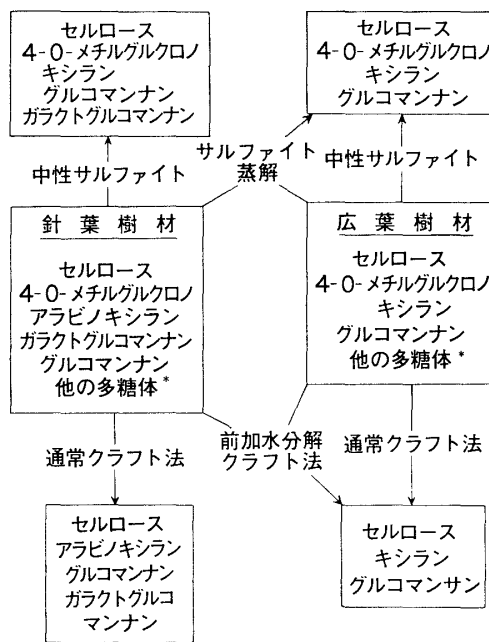 セルロース
4-O-メチルグルクロノ
キシラン
グルコマンナン
ガラクトグルコマンナン
セルロース
4-O-メチルグルクロノ
キシラン
グルコマンナン
中性サルファイト
サルファイト
蒸解
中性サルファイト
針葉樹材
セルロース
4-O-メチルグルクロノ
アラビノキシラン
ガラクトグルコマンナン
グルコマンナン
他の多糖体*
広葉樹材
セルロース
4-O-メチルグルクロノ
キシラン
グルコマンナン
他の多糖体*
通常クラフト法
前加水分解
クラフト法
通常クラフト法
セルロース
アラビノキシラン
グルコマンナン
ガラクトグルコ
マンナン
セルロース
キシラン
グルコマンサン